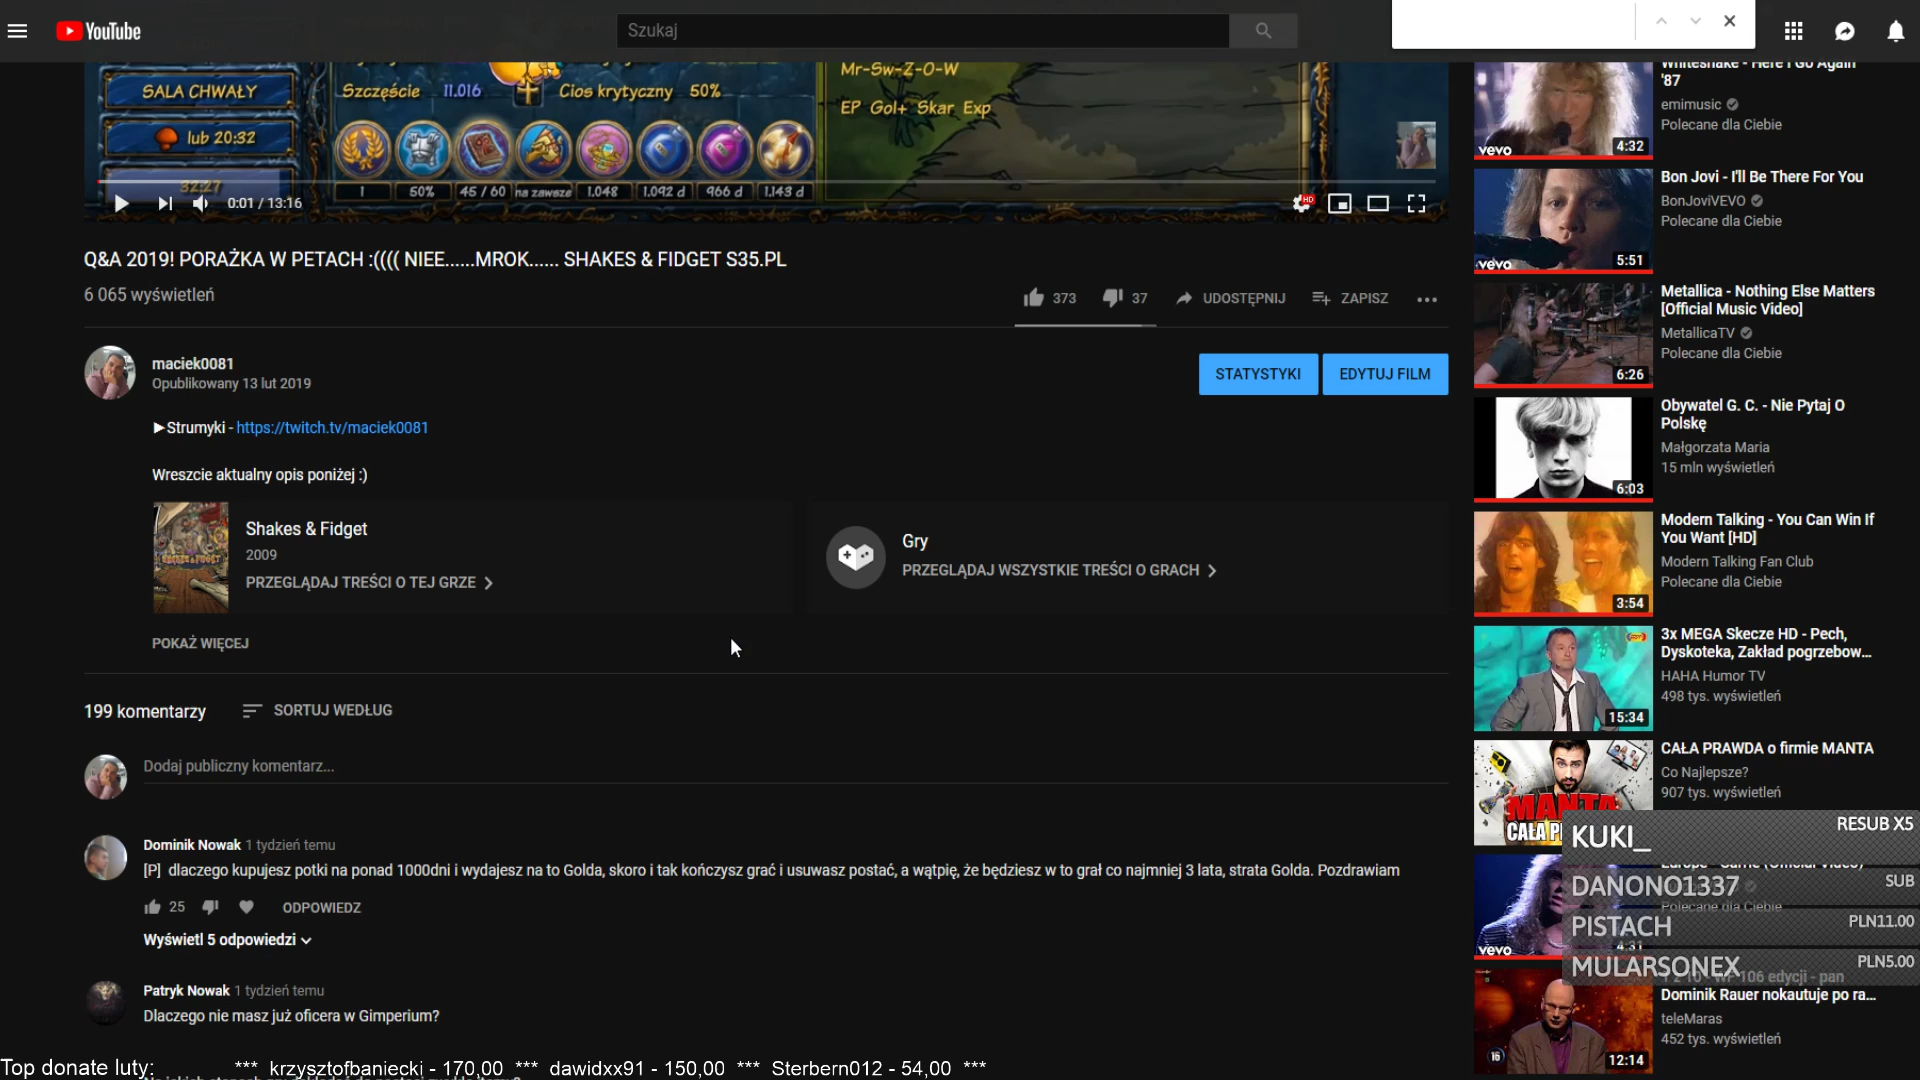 YouTube
Szukaj
SALA CHWAŁY
lub 20:32
32:27
Szczęście 11.016
Cios krytyczny 50%
1 50% 45 / 60 na zawsze 1.048 1.092 d 966 d 1.143 d
Mr-Sw-Z-O-W
EP Gol+ Skar Exp
0:01 / 13:16
HD
Q&A 2019! PORAŻKA W PETACH :(((( NIEE......MROK...... SHAKES & FIDGET S35.PL
6 065 wyświetleń
373
37
UDOSTĘPNIJ
ZAPISZ
maciek0081
Opublikowany 13 lut 2019
STATYSTYKI
EDYTUJ FILM
►Strumyki - https://twitch.tv/maciek0081
Wreszcie aktualny opis poniżej :)
Shakes & Fidget
2009
PRZEGLĄDAJ TREŚCI O TEJ GRZE
Gry
PRZEGLĄDAJ WSZYSTKIE TREŚCI O GRACH
POKAŻ WIĘCEJ
199 komentarzy
SORTUJ WEDŁUG
Dodaj publiczny komentarz...
Dominik Nowak 1 tydzień temu
[P] dlaczego kupujesz potki na ponad 1000dni i wydajesz na to Golda, skoro i tak kończysz grać i usuwasz postać, a wątpię, że będziesz w to grał co najmniej 3 lata, strata Golda. Pozdrawiam
25
ODPOWIEDZ
Wyświetl 5 odpowiedzi
Patryk Nowak 1 tydzień temu
Dlaczego nie masz już oficera w Gimperium?
Top donate luty: *** krzysztofbaniecki - 170,00 *** dawidxx91 - 150,00 *** Sterbern012 - 54,00 ***
Whitesnake - Here I Go Again
'87
emimusic
Polecane dla Ciebie
vevo
4:32
Bon Jovi - I'll Be There For You
BonJoviVEVO
Polecane dla Ciebie
vevo
5:51
Metallica - Nothing Else Matters
[Official Music Video]
MetallicaTV
Polecane dla Ciebie
6:26
Obywatel G. C. - Nie Pytaj O
Polskę
Małgorzata Maria
15 mln wyświetleń
6:03
Modern Talking - You Can Win If
You Want [HD]
Modern Talking Fan Club
Polecane dla Ciebie
3:54
3x MEGA Skecze HD - Pech,
Dyskoteka, Zakład pogrzebow...
HAHA Humor TV
498 tys. wyświetleń
15:34
CAŁA PRAWDA o firmie MANTA
Co Najlepsze?
907 tys. wyświetleń
MANTA
CAŁA P
KUKI_
RESUB X5
DANONO1337
SUB
Polecane dla Ciebie
PISTACH
PLN11.00
vevo
4:31
MULARSONEX
PLN5.00
106 edycji - pan
Dominik Rauer nokautuje po ra...
teleMaras
452 tys. wyświetleń
16
12:14